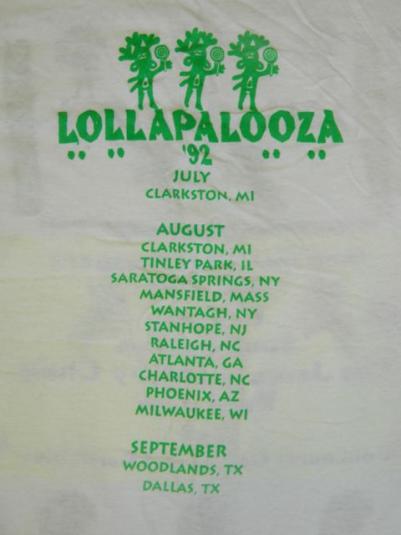 LOLLAPALOOZA
'92
JULY
CLARKSTON, MI
AUGUST
CLARKSTON, MI
TINLEY PARK, IL
SARATOGA SPRINGS, NY
MANSFIELD, MASS
WANTAGH, NY
STANHOPE, NJ
RALEIGH, NC
ATLANTA, GA
CHARLOTTE, NC
PHOENIX, AZ
MILWAUKEE, WI
SEPTEMBER
WOODLANDS, TX
DALLAS, TX